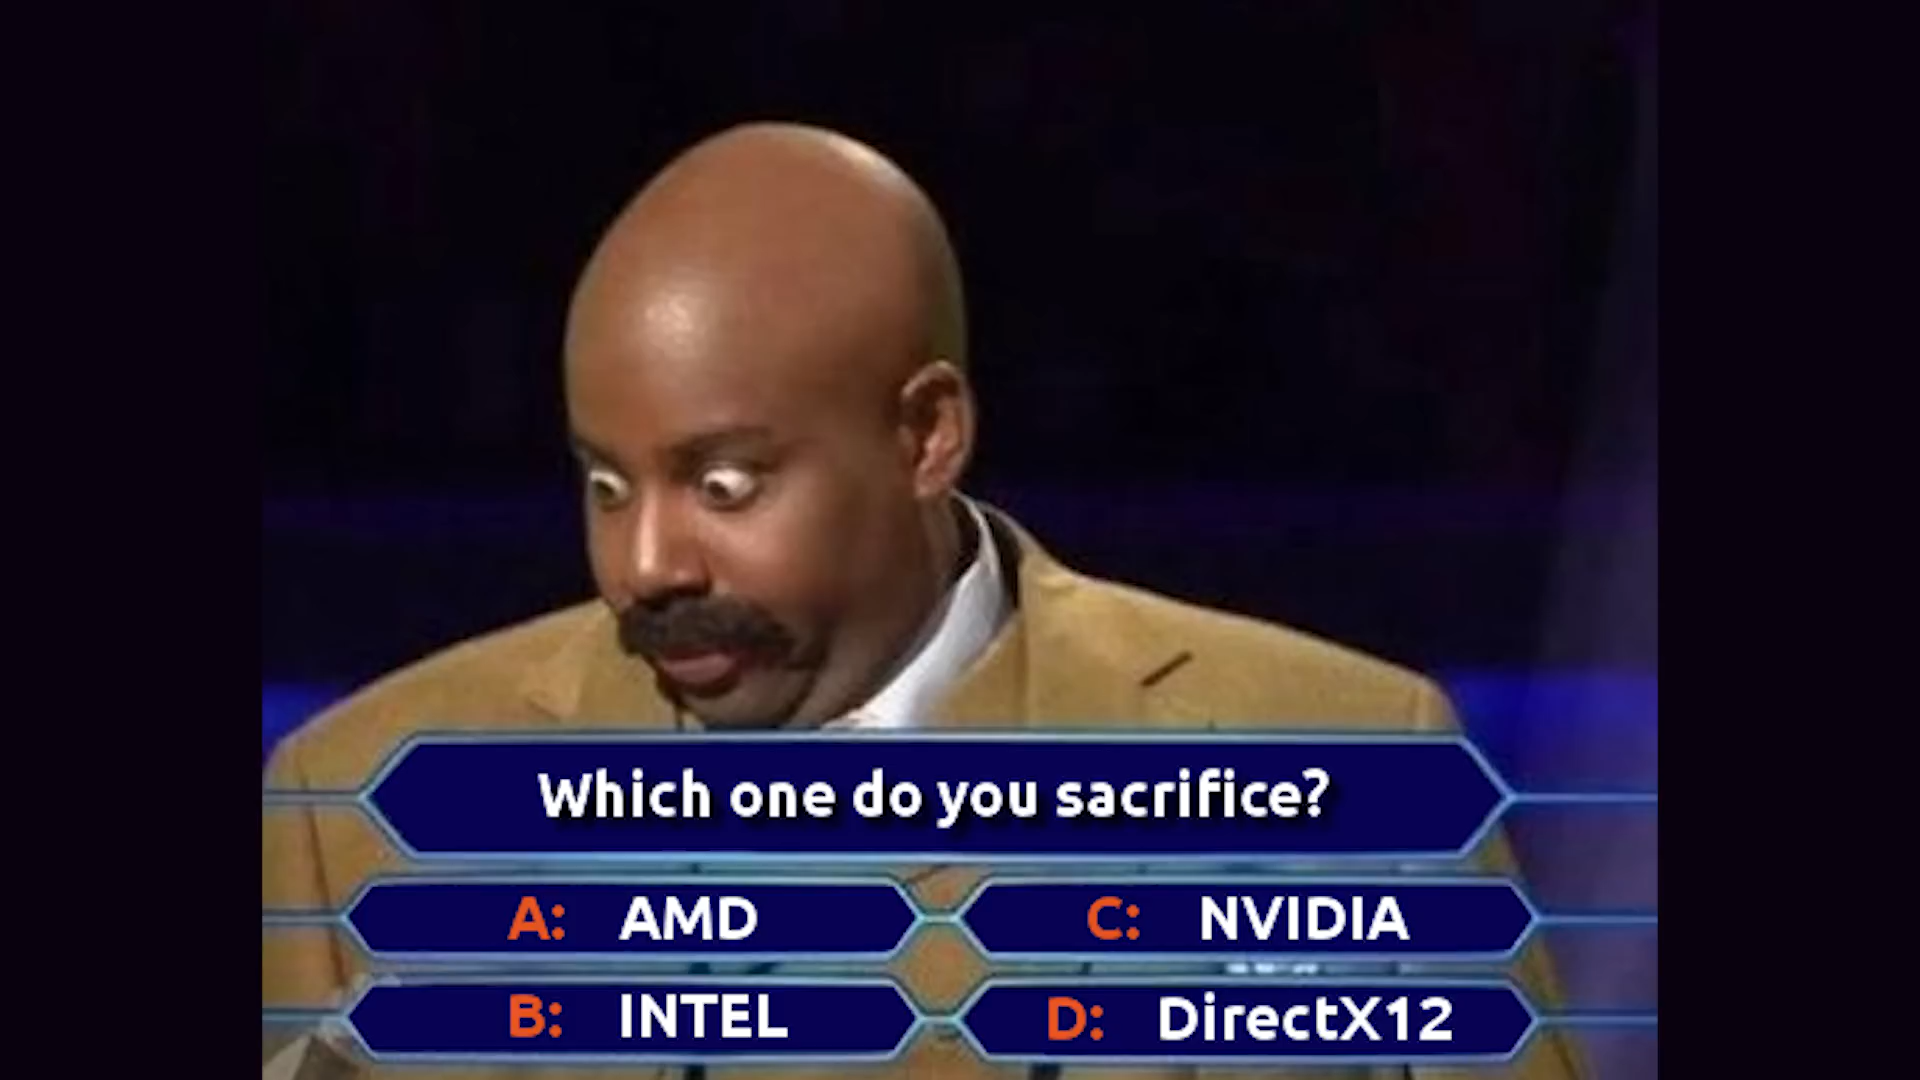 Which one do you sacrifice?
A: AMD
C: NVIDIA
B: INTEL
D: DirectX12